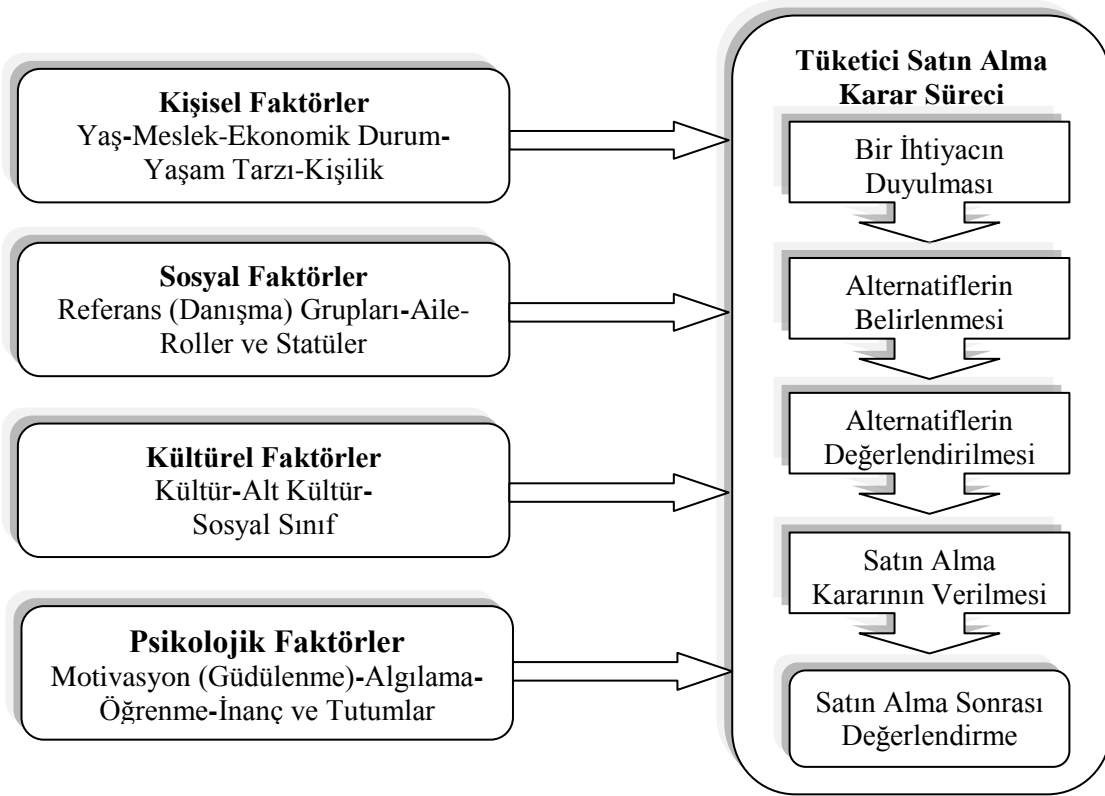 Kişisel Faktörler
Yaş-Meslek-Ekonomik Durum-
Yaşam Tarzı-Kişilik
Sosyal Faktörler
Referans (Danışma) Grupları-Aile-
Roller ve Statüler
Kültürel Faktörler
Kültür-Alt Kültür-
Sosyal Sınıf
Psikolojik Faktörler
Motivasyon (Güdülenme)-Algılama-
Öğrenme-İnanç ve Tutumlar
Tüketici Satın Alma
Karar Süreci
Bir İhtiyacın
Duyulması
Alternatiflerin
Belirlenmesi
Alternatiflerin
Değerlendirilmesi
Satın Alma
Kararının Verilmesi
Satın Alma Sonrası
Değerlendirme